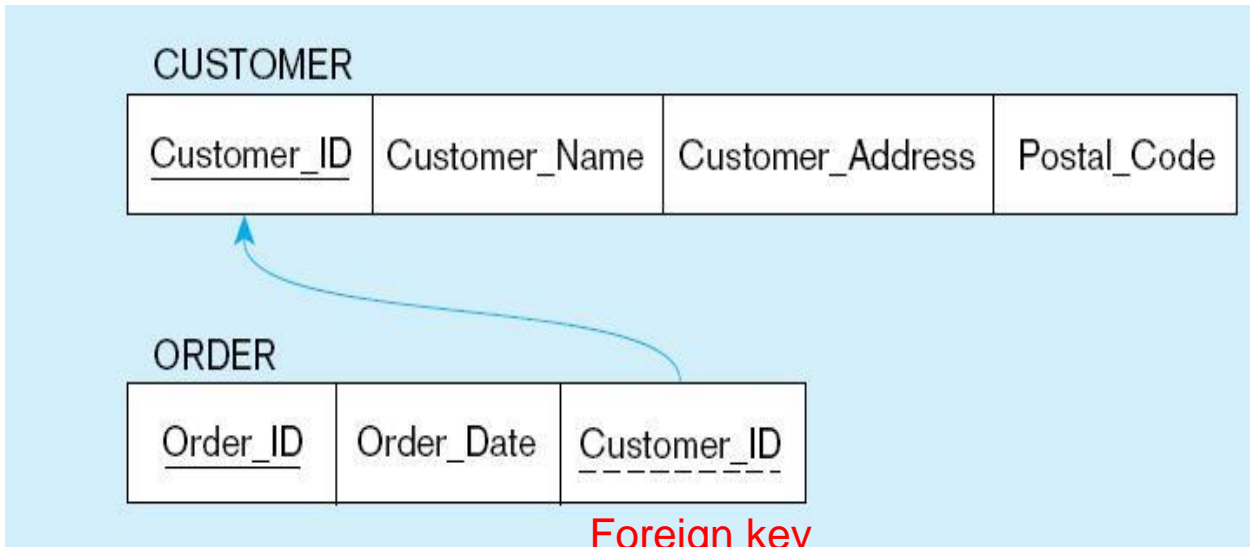 CUSTOMER
Customer_ID Customer_Name Customer_Address Postal_Code
ORDER
Order_ID Order_Date Customer_ID
Foreign key